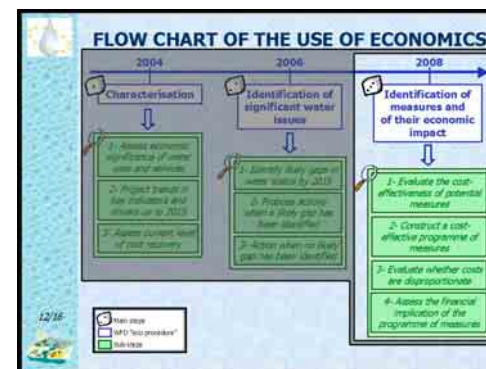 FLOW CHART OF THE USE OF ECONOMICS
2004
2006
2008
Characterisation
Identification of
significant water
issues
Identification of
measures and
of their economic
impact
1- Assess economic
significance of water
uses and services
2- Project trends in
key indicators and
drivers up to 2015
3- Assess current level
of cost recovery
1- Identify likely gaps in
water status by 2015
2- Propose Actions
when a likely gap has
been identified
3- Action when no likely
gap has been identified
1- Evaluate the cost-
effectiveness of potential
measures
2- Construct a cost-
effective programme of
measures
3- Evaluate whether costs
are disproportionate
4- Assess the financial
implication of the
programme of measures
12/16
Main steps
WFD "eco procedure"
Sub-steps